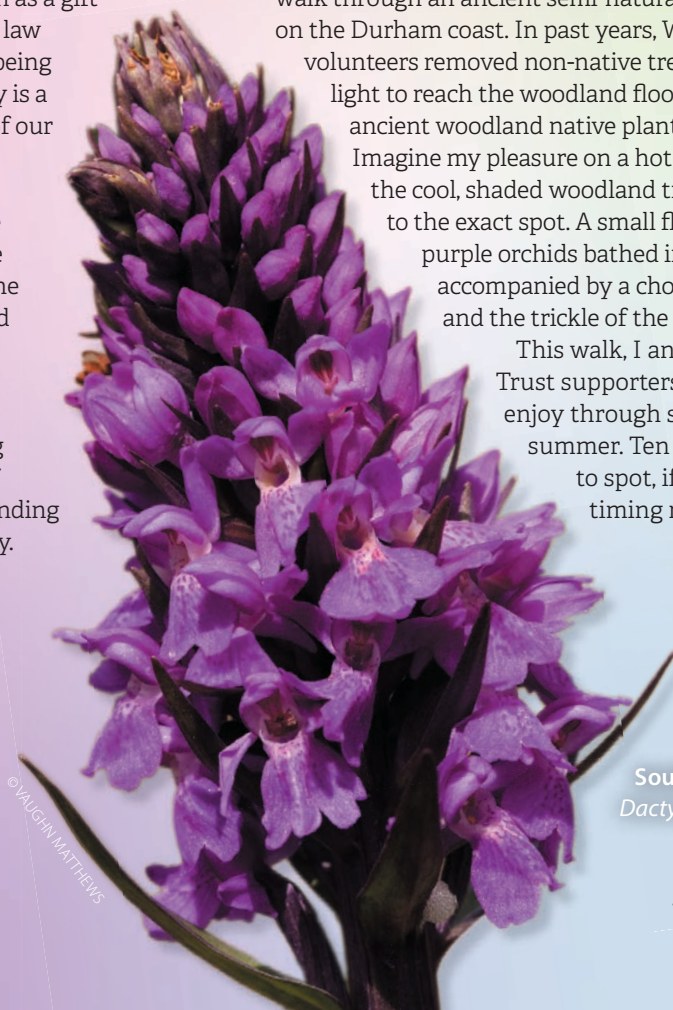 as a gift
law
being
y is a
of our
e
he
d
g
nding
y.
walk through an ancient semi-natura
on the Durham coast. In past years, W
volunteers removed non-native tre
light to reach the woodland floo
ancient woodland native plant
Imagine my pleasure on a hot
the cool, shaded woodland tr
to the exact spot. A small fl
purple orchids bathed i
accompanied by a cho
and the trickle of the
This walk, I an
Trust supporters
enjoy through s
summer. Ten
to spot, if
timing
©VAUGHN MATTHEWS
Sou
Dacty